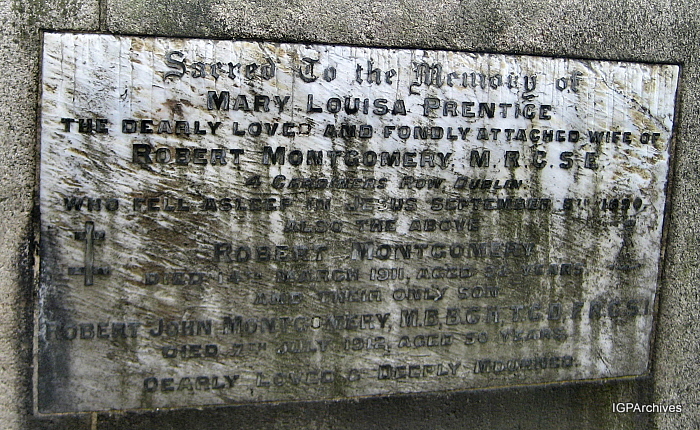 Sacred To the Memory of
MARY LOUISA PRENTICE
THE DEARLY LOVED AND FONDLY ATTACHED WIFE OF
ROBERT MONTGOMERY, M.R.C.S.E.
4 GARDINERS ROW, DUBLIN
WHO FELL ASLEEP IN JESUS SEPTEMBER
ALSO THE ABOVE
ROBERT MONTGOMERY
DIED 14TH MARCH 1911, AGED YEARS
AND THEIR ONLY SON
ROBERT JOHN MONTGOMERY, M.B., B.C.H., F.R.C.S.I.
DIED 7TH JULY AGED YEARS
DEARLY LOVED & DEEPLY MOURNED.
IGPArchives